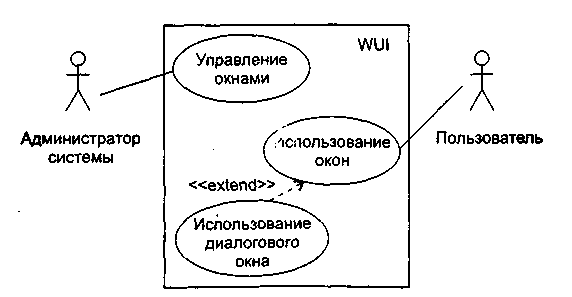 WUI
Управление
окнами
Администратор
системы
Пользователь
Использование
окон
<<extend>>
Использование
диалогового
окна